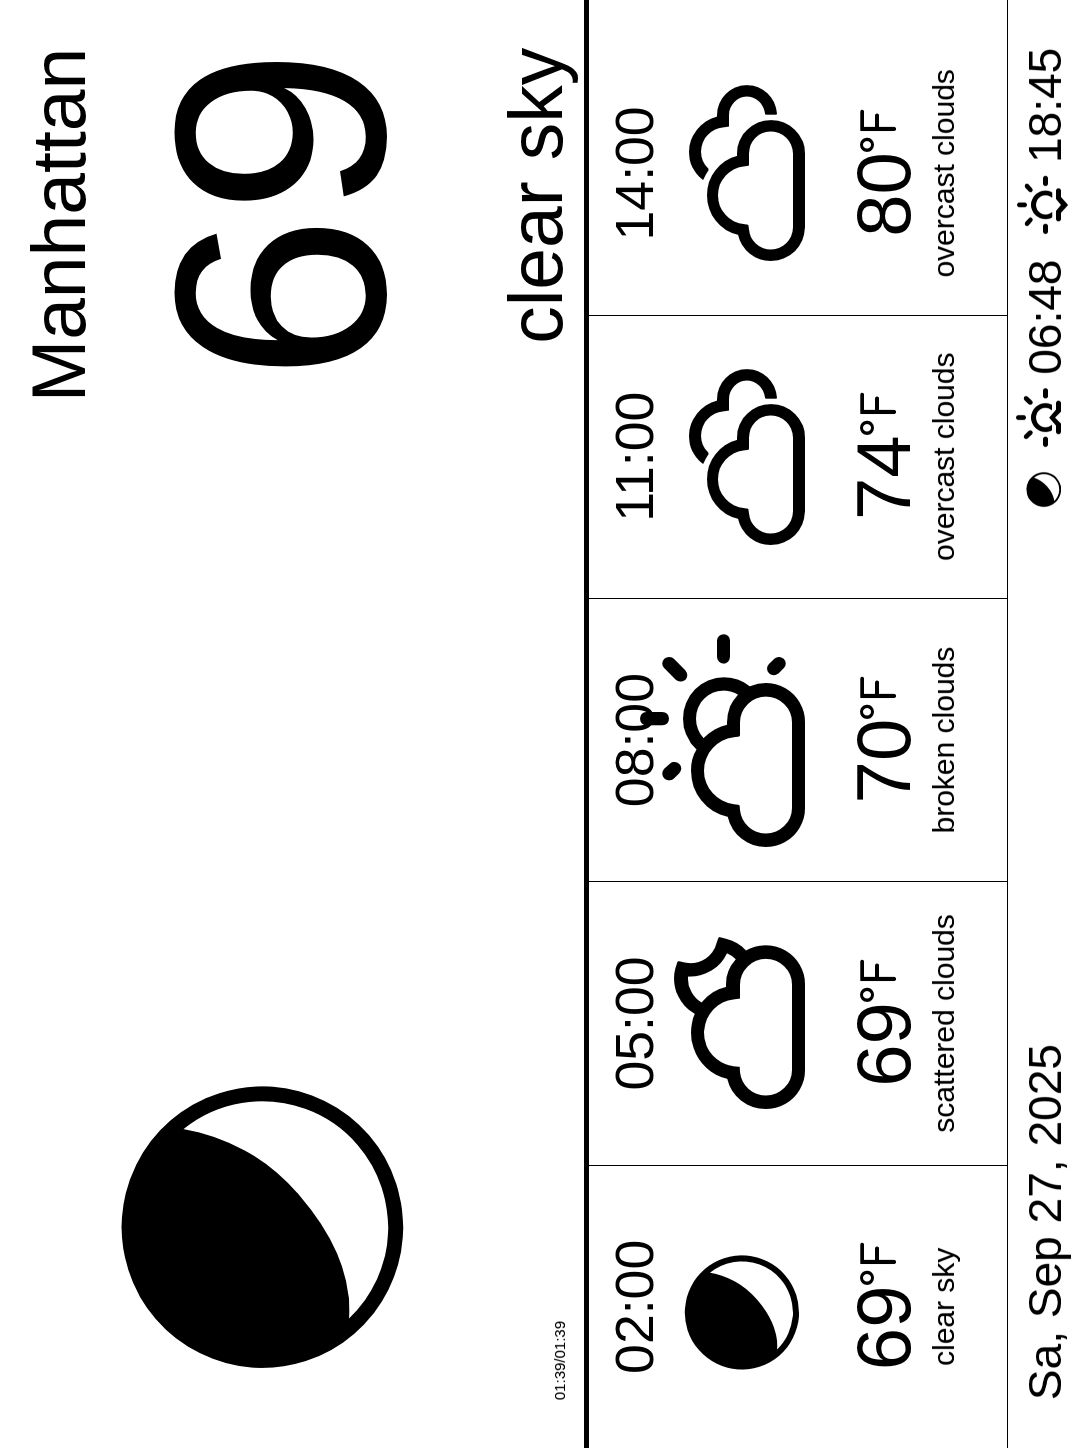 Manhattan
69
clear sky
01:39/01:39
02:00
05:00
08:00
11:00
14:00
69°F
69°F
70°F
74°F
80°F
clear sky
scattered clouds
broken clouds
overcast clouds
overcast clouds
Sa, Sep 27, 2025
06:48
18:45